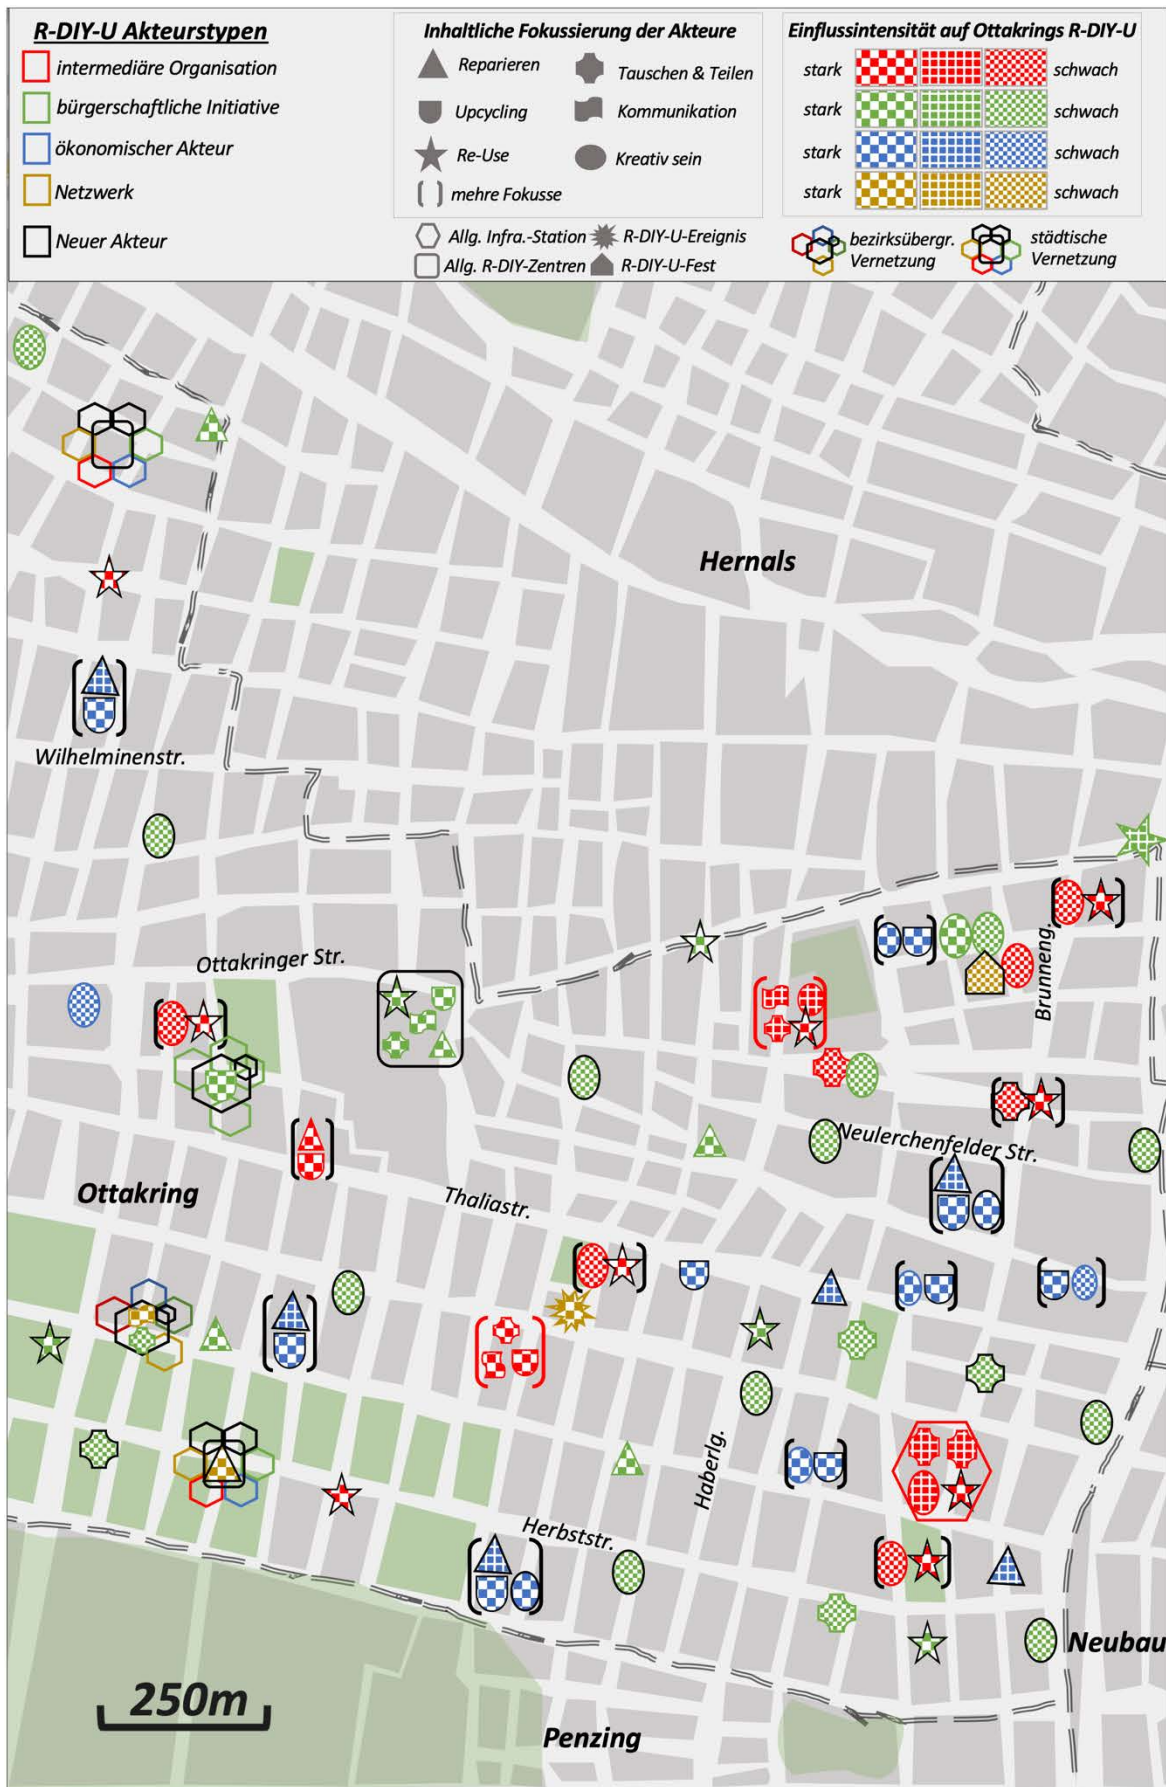 R-DIY-U Akteurstypen
intermediäre Organisation
bürgerschaftliche Initiative
ökonomischer Akteur
Netzwerk
Neuer Akteur
Inhaltliche Fokussierung der Akteure
Reparieren
Tauschen & Teilen
Upcycling
Kommunikation
Re-Use
Kreativ sein
mehre Fokusse
Allg. Infra.-Station
R-DIY-U-Ereignis
Allg. R-DIY-Zentren
R-DIY-U-Fest
Einflussintensität auf Ottakrings R-DIY-U
stark schwach
stark schwach
stark schwach
stark schwach
bezirksübergr.
Vernetzung
städtische
Vernetzung
Hernals
Wilhelminenstr.
Ottakringer Str.
Brunneng.
Neulerchenfelder Str.
Ottakring
Thaliastr.
Haberlg.
Herbststr.
Neubau
250m
Penzing